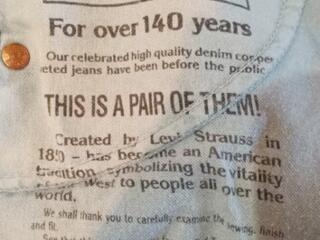 For over 140 years
Our celebrated high quality denim
jeans have been before the public
THIS IS A PAIR OF THEM!
Created by Levi Strauss in
has become an American
symbolizing the vitality
West to people all over the
world.
We shall thank you to carefully examine the sewing, finish
and fit.